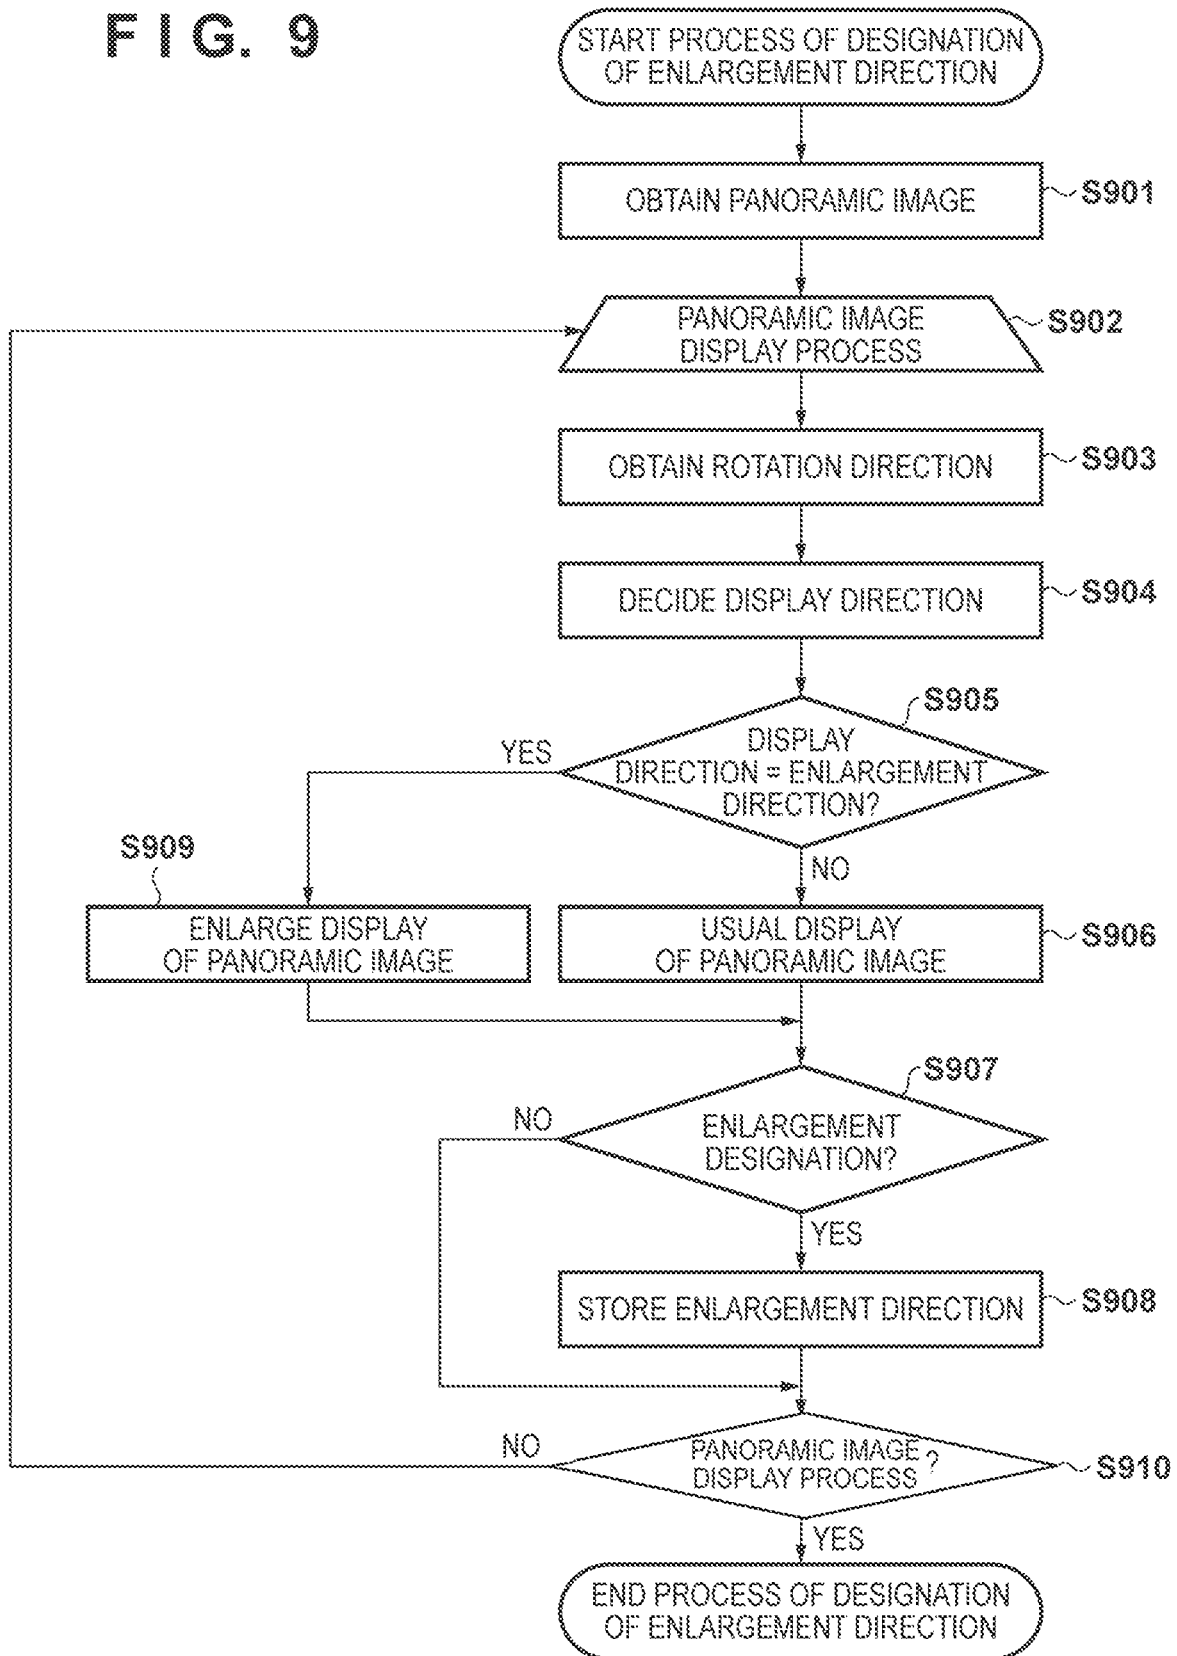 FIG. 9
START PROCESS OF DESIGNATION
OF ENLARGEMENT DIRECTION
OBTAIN PANORAMIC IMAGE
S901
PANORAMIC IMAGE
DISPLAY PROCESS
S902
OBTAIN ROTATION DIRECTION
S903
DECIDE DISPLAY DIRECTION
S904
S905
DISPLAY
DIRECTION = ENLARGEMENT
DIRECTION?
YES
NO
S909
ENLARGE DISPLAY
OF PANORAMIC IMAGE
USUAL DISPLAY
OF PANORAMIC IMAGE
S906
S907
ENLARGEMENT
DESIGNATION?
NO
YES
STORE ENLARGEMENT DIRECTION
S908
PANORAMIC IMAGE ?
DISPLAY PROCESS
NO
S910
YES
END PROCESS OF DESIGNATION
OF ENLARGEMENT DIRECTION